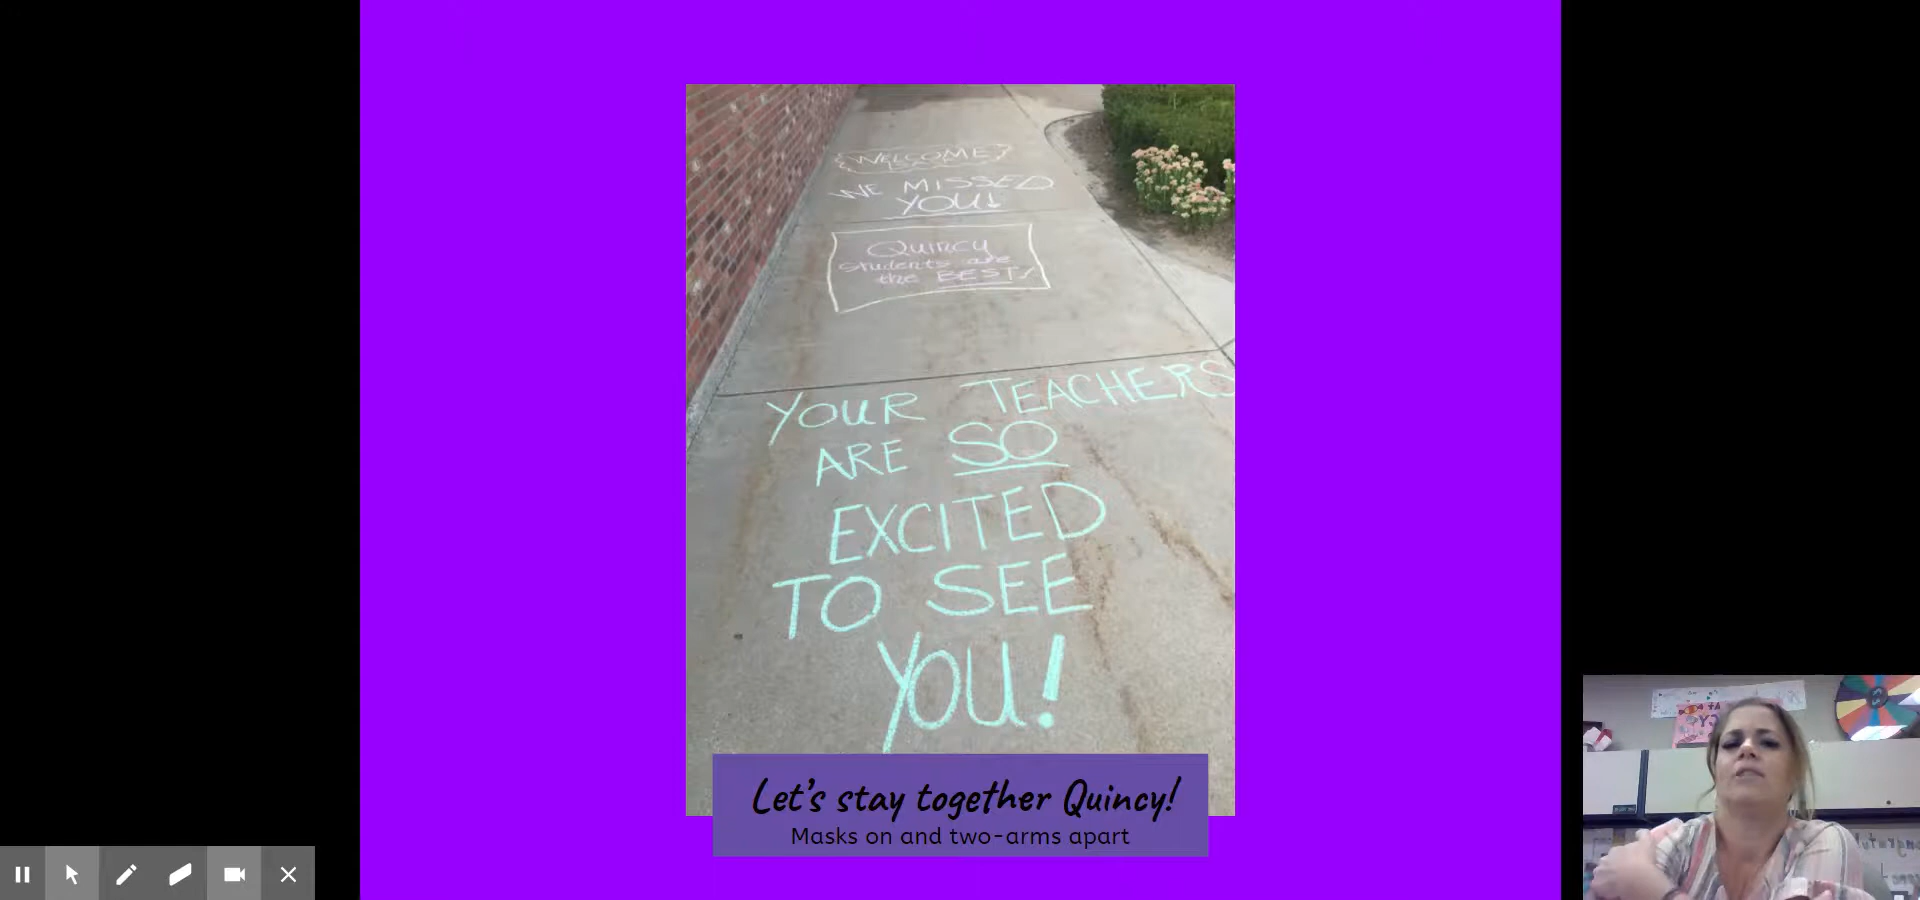 WELCOME
WE MISSED
YOU!
Quincy
students are
the BEST!
YOUR TEACHERS
ARE SO
EXCITED
TO SEE
YOU!
Let's stay together Quincy!
Masks on and two-arms apart